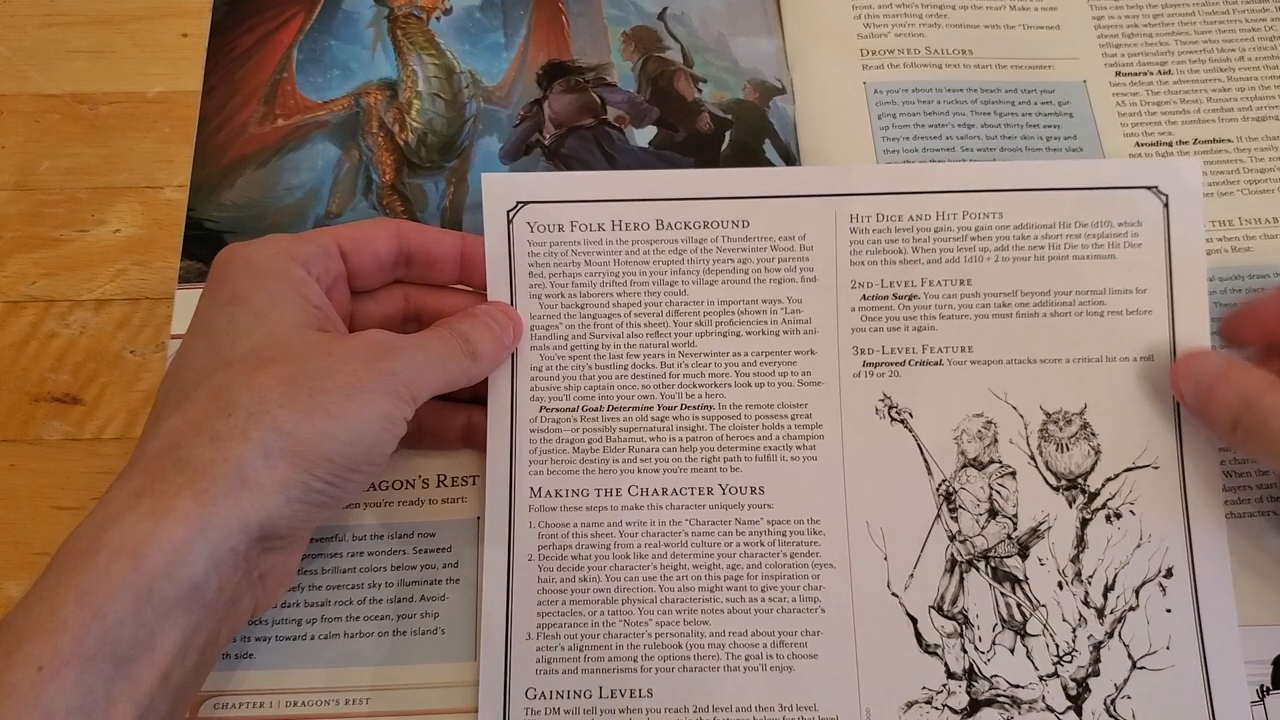 front, and who's bringing up the rear? Make a note
of this marching order.
When you're ready, continue with the "Drowned
Sailors" section.
DROWNED SAILORS
Read the following text to start the encounter:
As you're about to leave the beach and start your
climb, you hear a ruckus of splashing and a wet, gur-
gling moan behind you. Three figures are shambling
up from the water's edge, about thirty feet away.
They're dressed as sailors, but their skin is gray and
they look drowned. Sea water drools from their slack
This can help the players realize that radiant
age is a way to get around Undead Fortitude.
players ask whether their characters know
about fighting zombies, have them make DC
telligence checks. Those who succeed might
that a particularly powerful blow (a critical
radiant damage can help finish off a
Runara's Aid. In the unlikely event that
bies defeat the adventurers, Runara
rescue. The characters wake up in the
A5 in Dragon's Rest). Runara explains
heard the sounds of combat and
to prevent the zombies from dragging
into the sea.
Avoiding the Zombies. If the
not to fight the zombies, they easily
monsters. The
toward Dragon's
another
(see "Cloister
THE
when the
gon's Rest:
quickly draws
of the place
YOUR FOLK HERO BACKGROUND
Your parents lived in the prosperous village of Thundertree, east of
the city of Neverwinter and at the edge of the Neverwinter Wood. But
when nearby Mount Hotenow erupted thirty years ago, your parents
fled, perhaps carrying you in your infancy (depending on how old you
are). Your family drifted from village to village around the region, find-
ing work as laborers where they could.
Your background shaped your character in important ways. You
learned the languages of several different peoples (shown in "Lan-
guages" on the front of this sheet). Your skill proficiencies in Animal
Handling and Survival also reflect your upbringing, working with ani-
mals and getting by in the natural world.
You've spent the last few years in Neverwinter as a carpenter work-
ing at the city's bustling docks. But it's clear to you and everyone
around you that you are destined for much more. You stood up to an
abusive ship captain once, so other dockworkers look up to you. Some-
day, you'll come into your own. You'll be a hero.
Personal Goal: Determine Your Destiny. In the remote cloister
of Dragon's Rest lives an old sage who is supposed to possess great
wisdom—or possibly supernatural insight. The cloister holds a temple
to the dragon god Bahamut, who is a patron of heroes and a champion
of justice. Maybe Elder Runara can help you determine exactly what
your heroic destiny is and set you on the right path to fulfill it, so you
can become the hero you know you're meant to be.
MAKING THE CHARACTER YOURS
Follow these steps to make this character uniquely yours:
1. Choose a name and write it in the "Character Name" space on the
front of this sheet. Your character's name can be anything you like,
perhaps drawing from a real-world culture or a work of literature.
2. Decide what you look like and determine your character's gender.
You decide your character's height, weight, age, and coloration (eyes,
hair, and skin). You can use the art on this page for inspiration or
choose your own direction. You also might want to give your char-
acter a memorable physical characteristic, such as a scar, a limp,
spectacles, or a tattoo. You can write notes about your character's
appearance in the "Notes" space below.
3. Flesh out your character's personality, and read about your char-
acter's alignment in the rulebook (you may choose a different
alignment from among the options there). The goal is to choose
traits and mannerisms for your character that you'll enjoy.
GAINING LEVELS
The DM will tell you when you reach 2nd level and then 3rd level.
HIT DICE AND HIT POINTS
With each level you gain, you gain one additional Hit Die (d10), which
you can use to heal yourself when you take a short rest (explained in
the rulebook). When you level up, add the new Hit Die to the Hit Dice
box on this sheet, and add 1d10 + 2 to your hit point maximum.
2ND-LEVEL FEATURE
Action Surge. You can push yourself beyond your normal limits for
a moment. On your turn, you can take one additional action.
Once you use this feature, you must finish a short or long rest before
you can use it again.
3RD-LEVEL FEATURE
Improved Critical. Your weapon attacks score a critical hit on a roll
of 19 or 20.
AGON'S REST
en you're ready to start:
eventful, but the island now
promises rare wonders. Seaweed
tless brilliant colors below you, and
defy the overcast sky to illuminate the
dark basalt rock of the island. Avoid-
ocks jutting up from the ocean, your ship
s its way toward a calm harbor on the island's
th side.
CHAPTER 1 | DRAGON'S REST
When the
layers start
eader of the
characters,